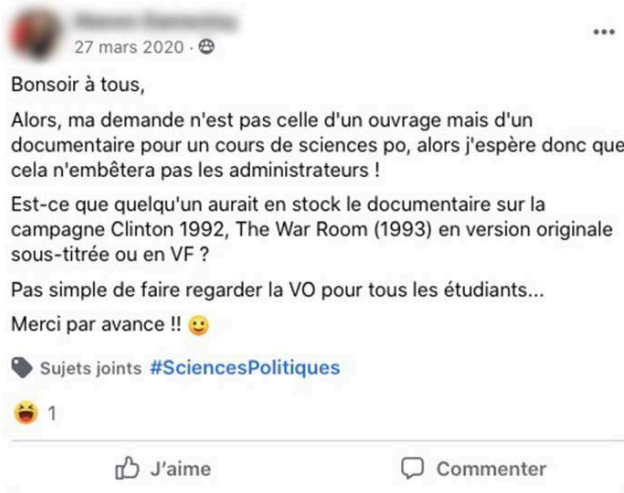 27 mars 2020 ·
Bonsoir à tous,
Alors, ma demande n'est pas celle d'un ouvrage mais d'un
documentaire pour un cours de sciences po, alors j'espère donc que
cela n'embêtera pas les administrateurs !
Est-ce que quelqu'un aurait en stock le documentaire sur la
campagne Clinton 1992, The War Room (1993) en version originale
sous-titrée ou en VF ?
Pas simple de faire regarder la VO pour tous les étudiants...
Merci par avance !! 🙂
Sujets joints #SciencesPolitiques
1
J'aime
Commenter